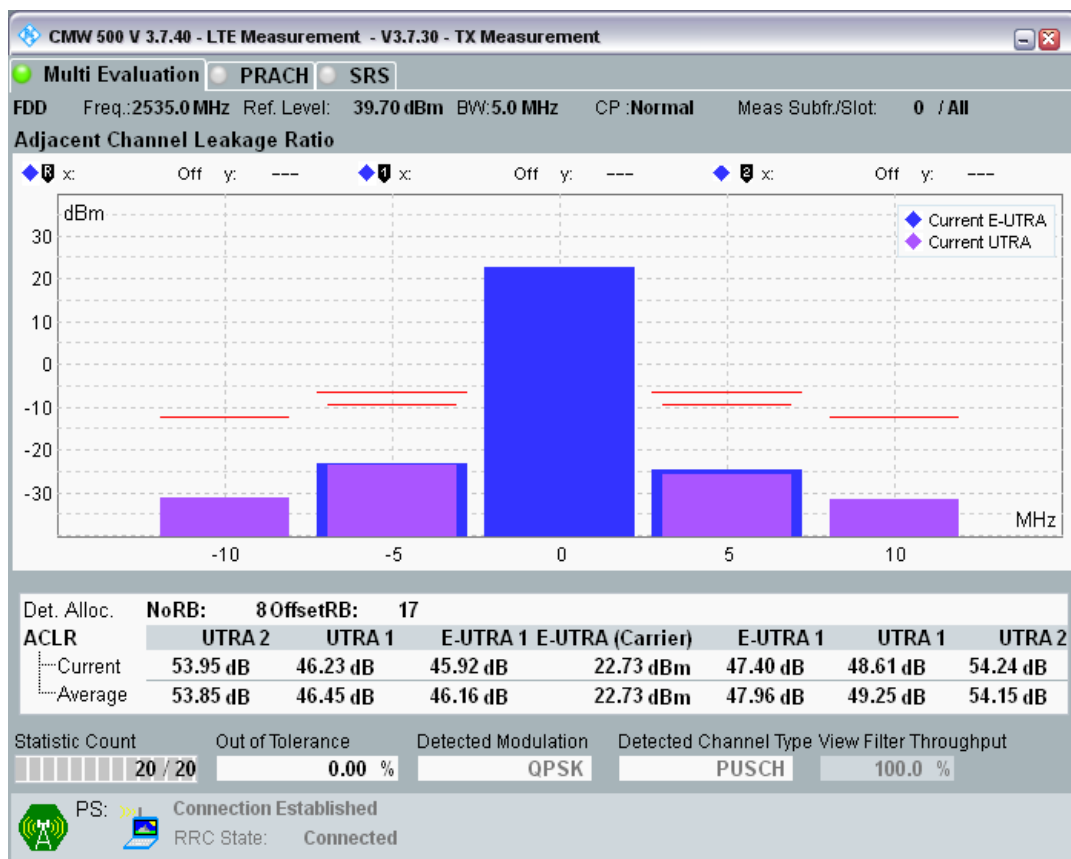 CMW 500 V 3.7.40 - LTE Measurement - V3.7.30 - TX Measurement
Multi Evaluation PRACH SRS
FDD Freq.:2535.0 MHz Ref. Level: 39.70 dBm BW:5.0 MHz CP :Normal Meas Subfr./Slot: 0 / All
Adjacent Channel Leakage Ratio
R x: Off y: --- 1 x: Off y: --- 2 x: Off y: ---
dBm
Current E-UTRA
Current UTRA
30
20
10
0
-10
-20
-30
MHz
-10 -5 0 5 10
Det. Alloc. NoRB: 8 OffsetRB: 17
ACLR UTRA 2 UTRA 1 E-UTRA 1 E-UTRA (Carrier) E-UTRA 1 UTRA 1 UTRA 2
Current 53.95 dB 46.23 dB 45.92 dB 22.73 dBm 47.40 dB 48.61 dB 54.24 dB
Average 53.85 dB 46.45 dB 46.16 dB 22.73 dBm 47.96 dB 49.25 dB 54.15 dB
Statistic Count Out of Tolerance Detected Modulation Detected Channel Type View Filter Throughput
20 / 20 0.00 % QPSK PUSCH 100.0 %
PS: Connection Established
RRC State: Connected